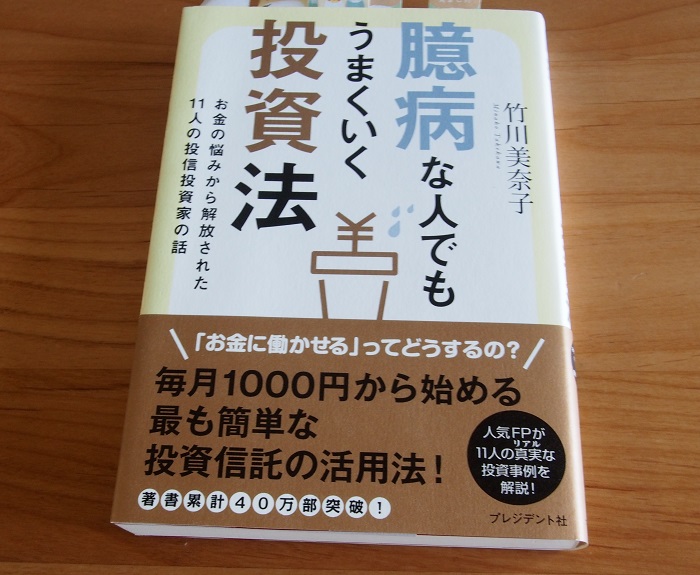 竹川美奈子
Minako Takekawa
臆病な人でも
うまくいく
投資法
お金の悩みから解放された
11人の投信投資家の話
¥
「お金に働かせる」ってどうするの?
毎月1000円から始める
最も簡単な
投資信託の活用法!
人気FPが
リアル
11人の真実な
投資事例を
解説!
著書累計40万部突破!
プレジデント社